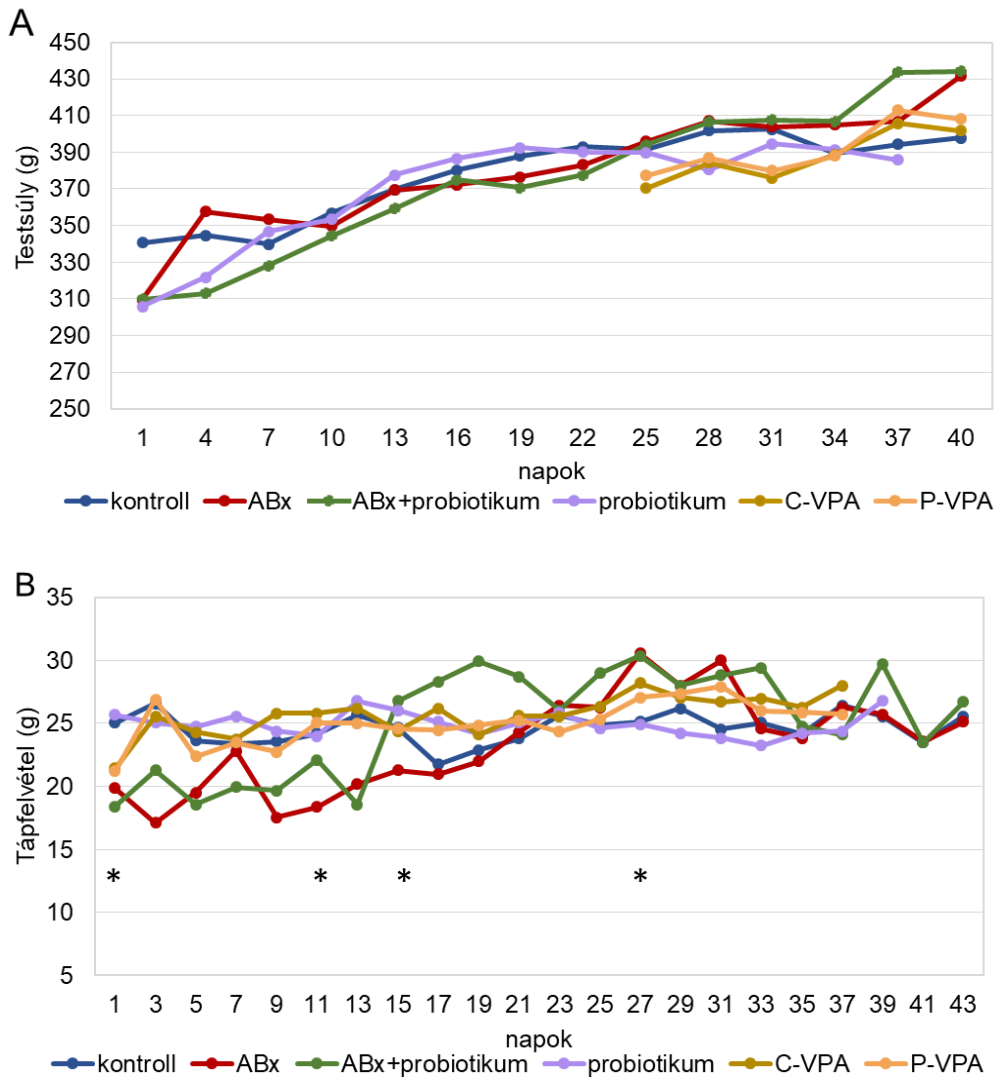 A
450
430
410
390
370
350
330
310
290
270
250
Testsúly (g)
1 4 7 10 13 16 19 22 25 28 31 34 37 40
napok
kontroll ABx ABx+probiotikum probiotikum C-VPA P-VPA
B
35
30
25
20
15
10
5
Tápfelvétel (g)
* * * *
1 3 5 7 9 11 13 15 17 19 21 23 25 27 29 31 33 35 37 39 41 43
napok
kontroll ABx ABx+probiotikum probiotikum C-VPA P-VPA